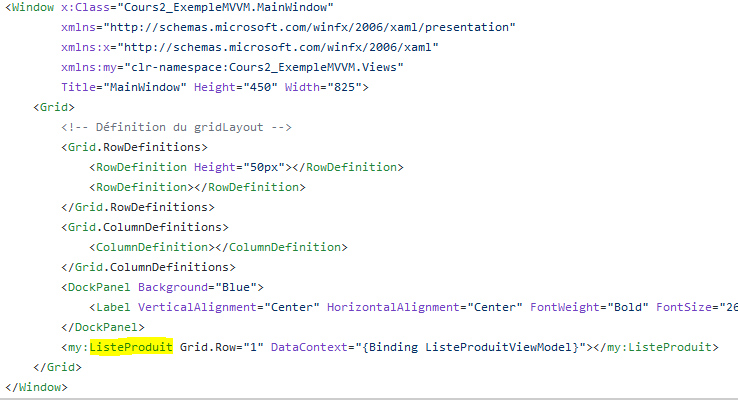 <Window x:Class="Cours2_ExempleMVVM.MainWindow"
xmlns="http://schemas.microsoft.com/winfx/2006/xaml/presentation"
xmlns:x="http://schemas.microsoft.com/winfx/2006/xaml"
xmlns:my="clr-namespace:Cours2_ExempleMVVM.Views"
Title="MainWindow" Height="450" Width="825">
<Grid>
<!-- Définition du gridLayout -->
<Grid.RowDefinitions>
<RowDefinition Height="50px"></RowDefinition>
<RowDefinition></RowDefinition>
</Grid.RowDefinitions>
<Grid.ColumnDefinitions>
<ColumnDefinition></ColumnDefinition>
</Grid.ColumnDefinitions>
<DockPanel Background="Blue">
<Label VerticalAlignment="Center" HorizontalAlignment="Center" FontWeight="Bold" FontSize="26
</DockPanel>
<my:ListeProduit Grid.Row="1" DataContext="{Binding ListeProduitViewModel}"></my:ListeProduit>
</Grid>
</Window>